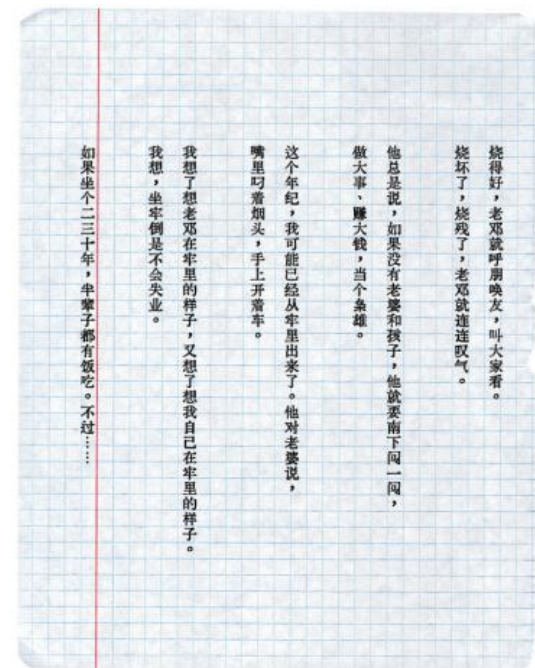 烧得好，老邓就呼朋唤友，叫大家看。
烧坏了，烧残了，老邓就连连叹气。
他总是说，如果没有老婆和孩子，他就要南下闯一闯，
做大事、赚大钱，当个枭雄。
这个年纪，我可能已经从牢里出来了。他对老婆说，
嘴里叼着烟头，手上开着车。
我想了想老邓在牢里的样子，又想了想我自己在牢里的样子。
我想，坐牢倒是不会失业。
如果坐个二三十年，半辈子都有饭吃。不过……